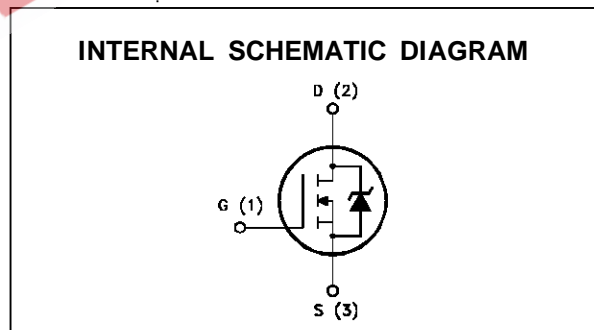 INTERNAL SCHEMATIC DIAGRAM
D (2)
G (1)
S (3)